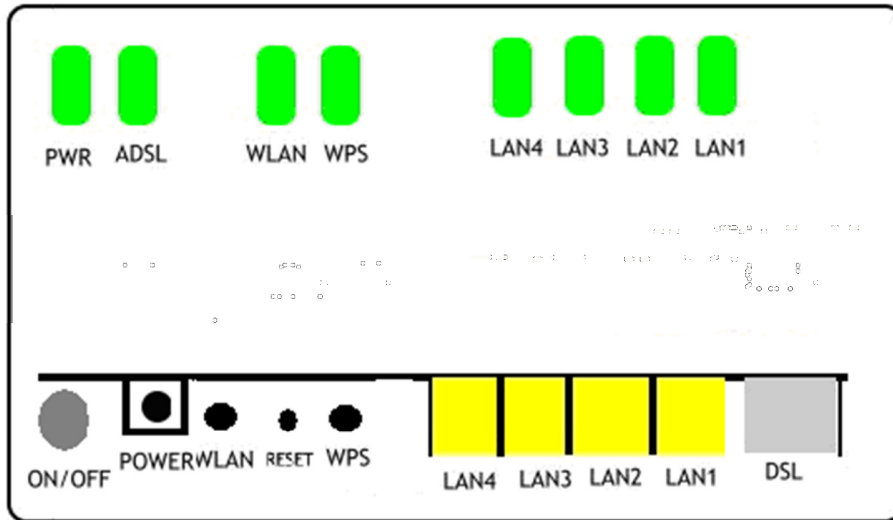 PWR ADSL WLAN WPS LAN4 LAN3 LAN2 LAN1
ON/OFF POWER WLAN RESET WPS LAN4 LAN3 LAN2 LAN1 DSL